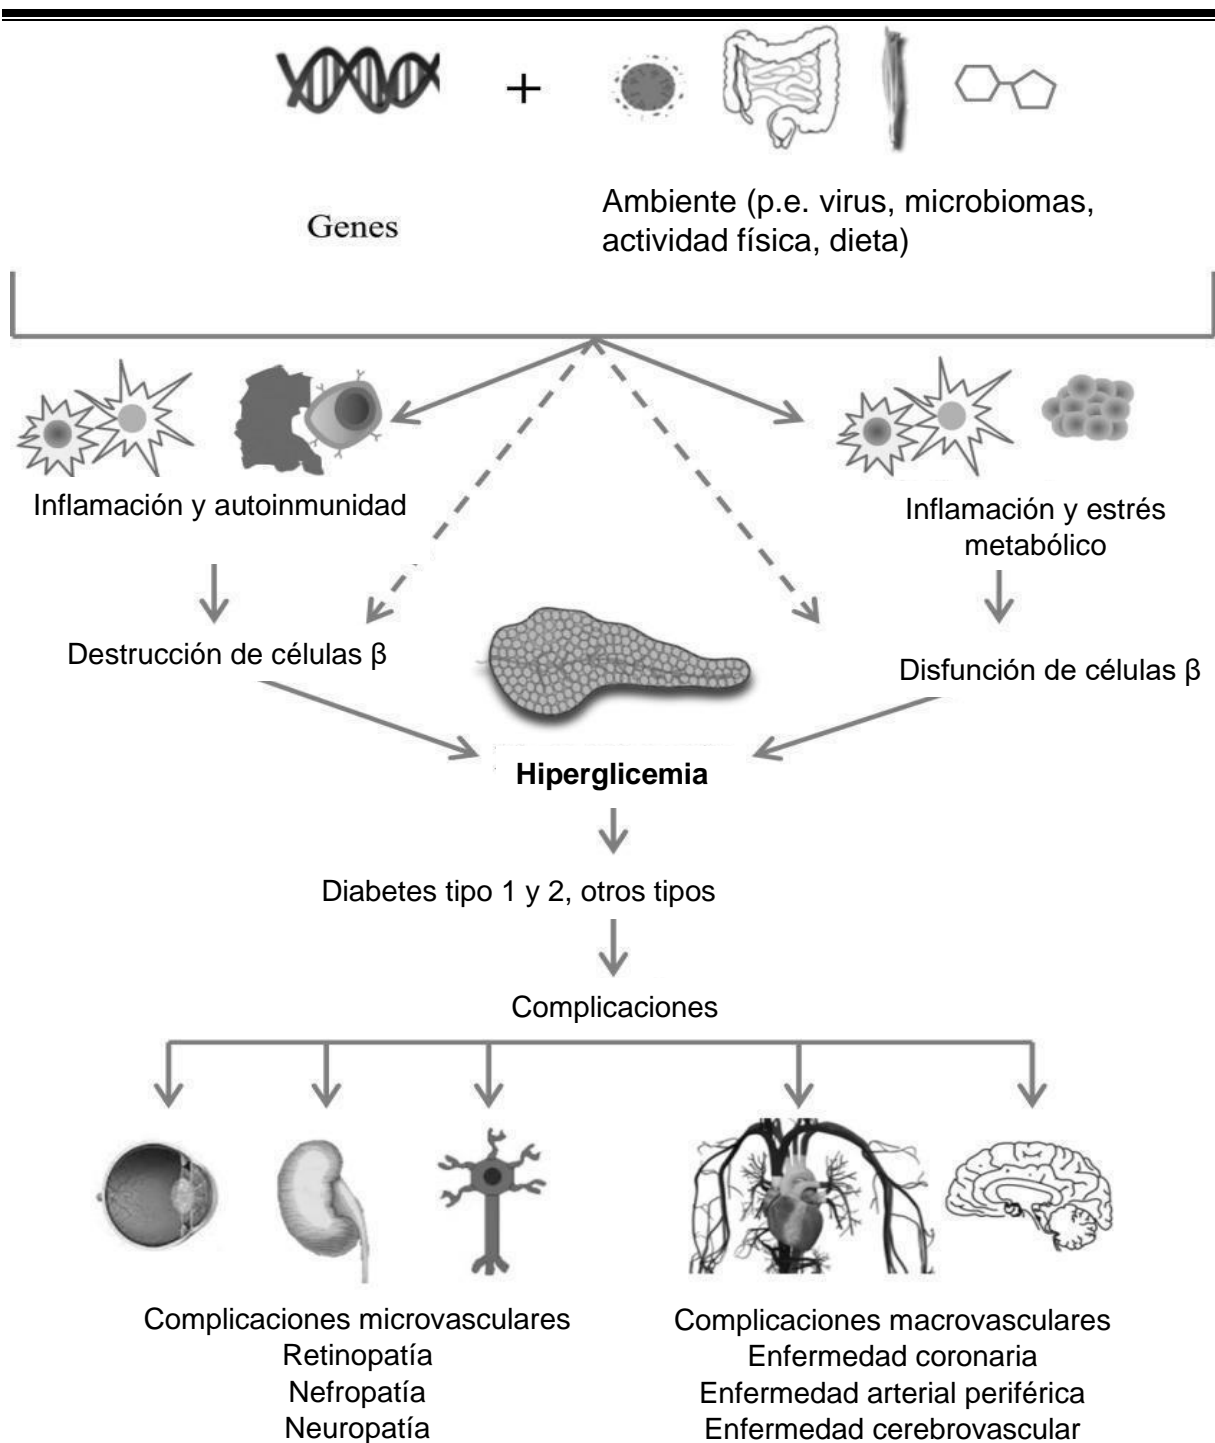 +
Genes
Ambiente (p.e. virus, microbiomas,
actividad física, dieta)
Inflamación y autoinmunidad
Inflamación y estrés
metabólico
Destrucción de células β
Disfunción de células β
Hiperglicemia
Diabetes tipo 1 y 2, otros tipos
Complicaciones
Complicaciones microvasculares
Retinopatía
Nefropatía
Neuropatía
Complicaciones macrovasculares
Enfermedad coronaria
Enfermedad arterial periférica
Enfermedad cerebrovascular